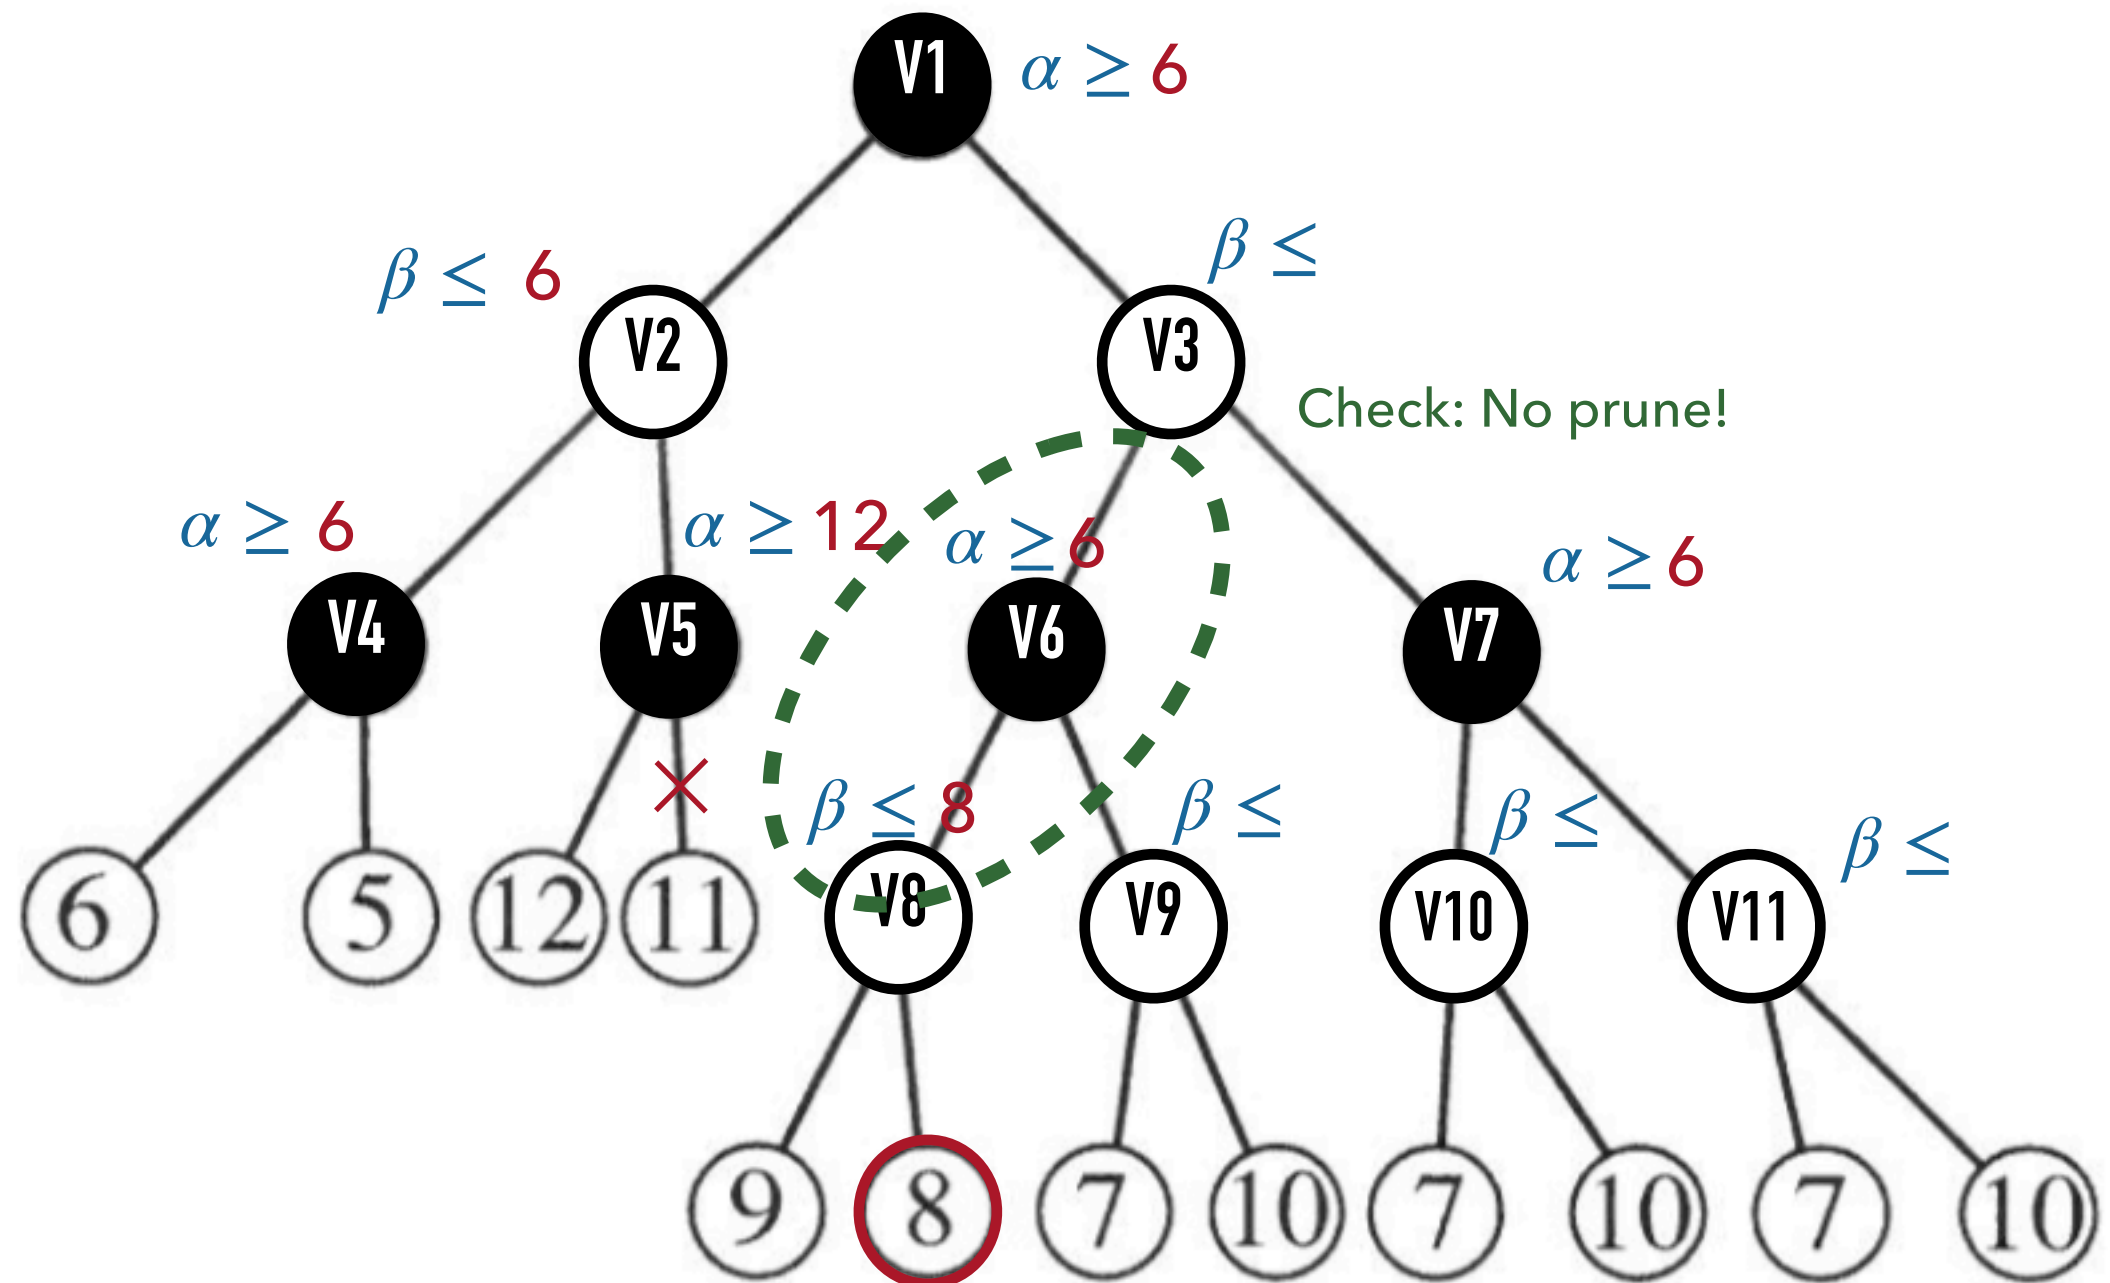 V1
α ≥ 6
β ≤ 6
β ≤
V2
V3
Check: No prune!
α ≥ 6
α ≥ 12
α ≥ 6
α ≥ 6
V4
V5
V6
V7
β ≤ 8
β ≤
β ≤
β ≤
6
5
12
11
V8
V9
V10
V11
9
8
7
10
7
10
7
10